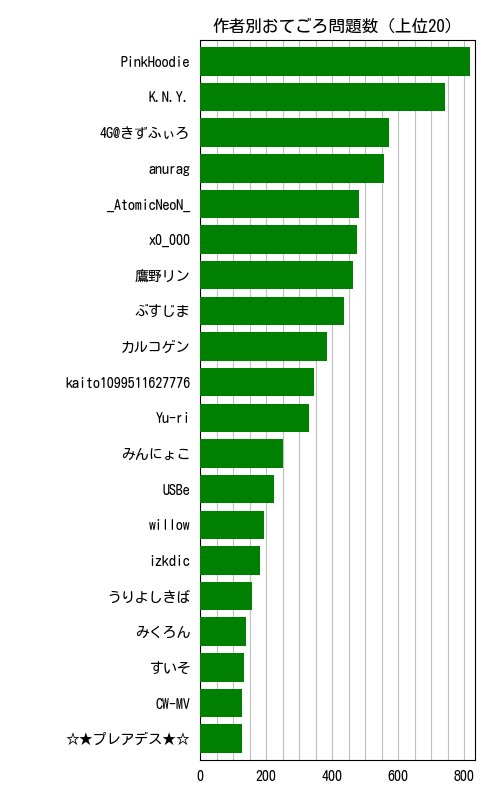 作者別おてごろ問題数 (上位20)
PinkHoodie
K.N.Y.
4G@きずふぃろ
anurag
_AtomicNeoN_
x0_000
鷹野リン
ぶすじま
カルコゲン
kaito1099511627776
Yu-ri
みんにょこ
USBe
willow
izkdic
うりよしきば
みくろん
すいそ
CW-MV
☆★プレアデス★☆
0 200 400 600 800